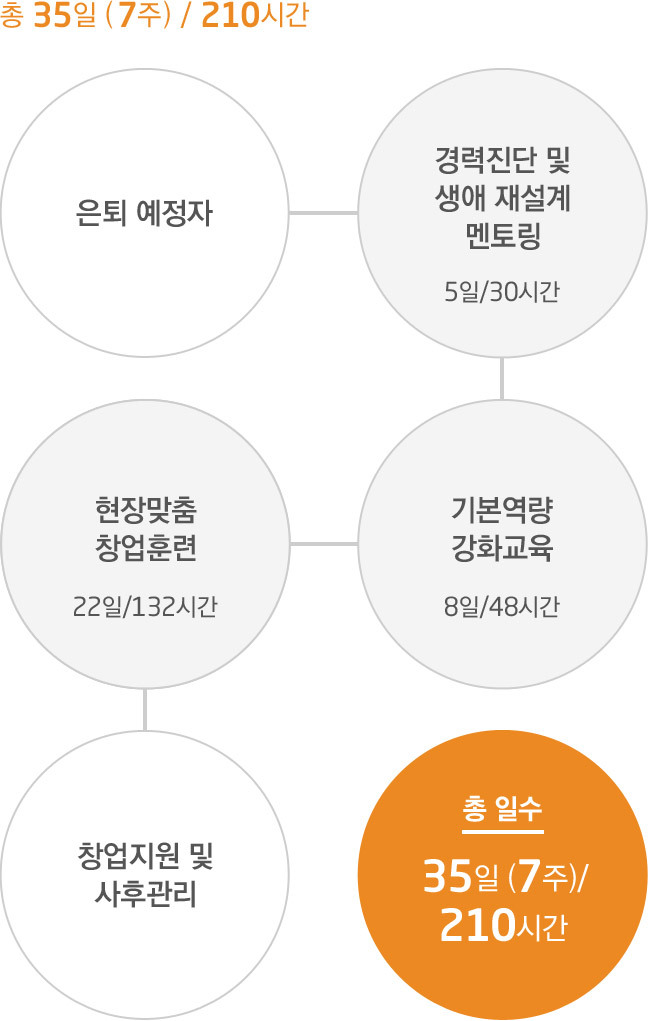 총 35일 ( 7주) / 210시간
은퇴 예정자
경력진단 및
생애 재설계
멘토링
5일/30시간
기본역량
강화교육
8일/48시간
현장맞춤
창업훈련
22일/132시간
창업지원 및
사후관리
총 일수
35일 (7주)/
210시간